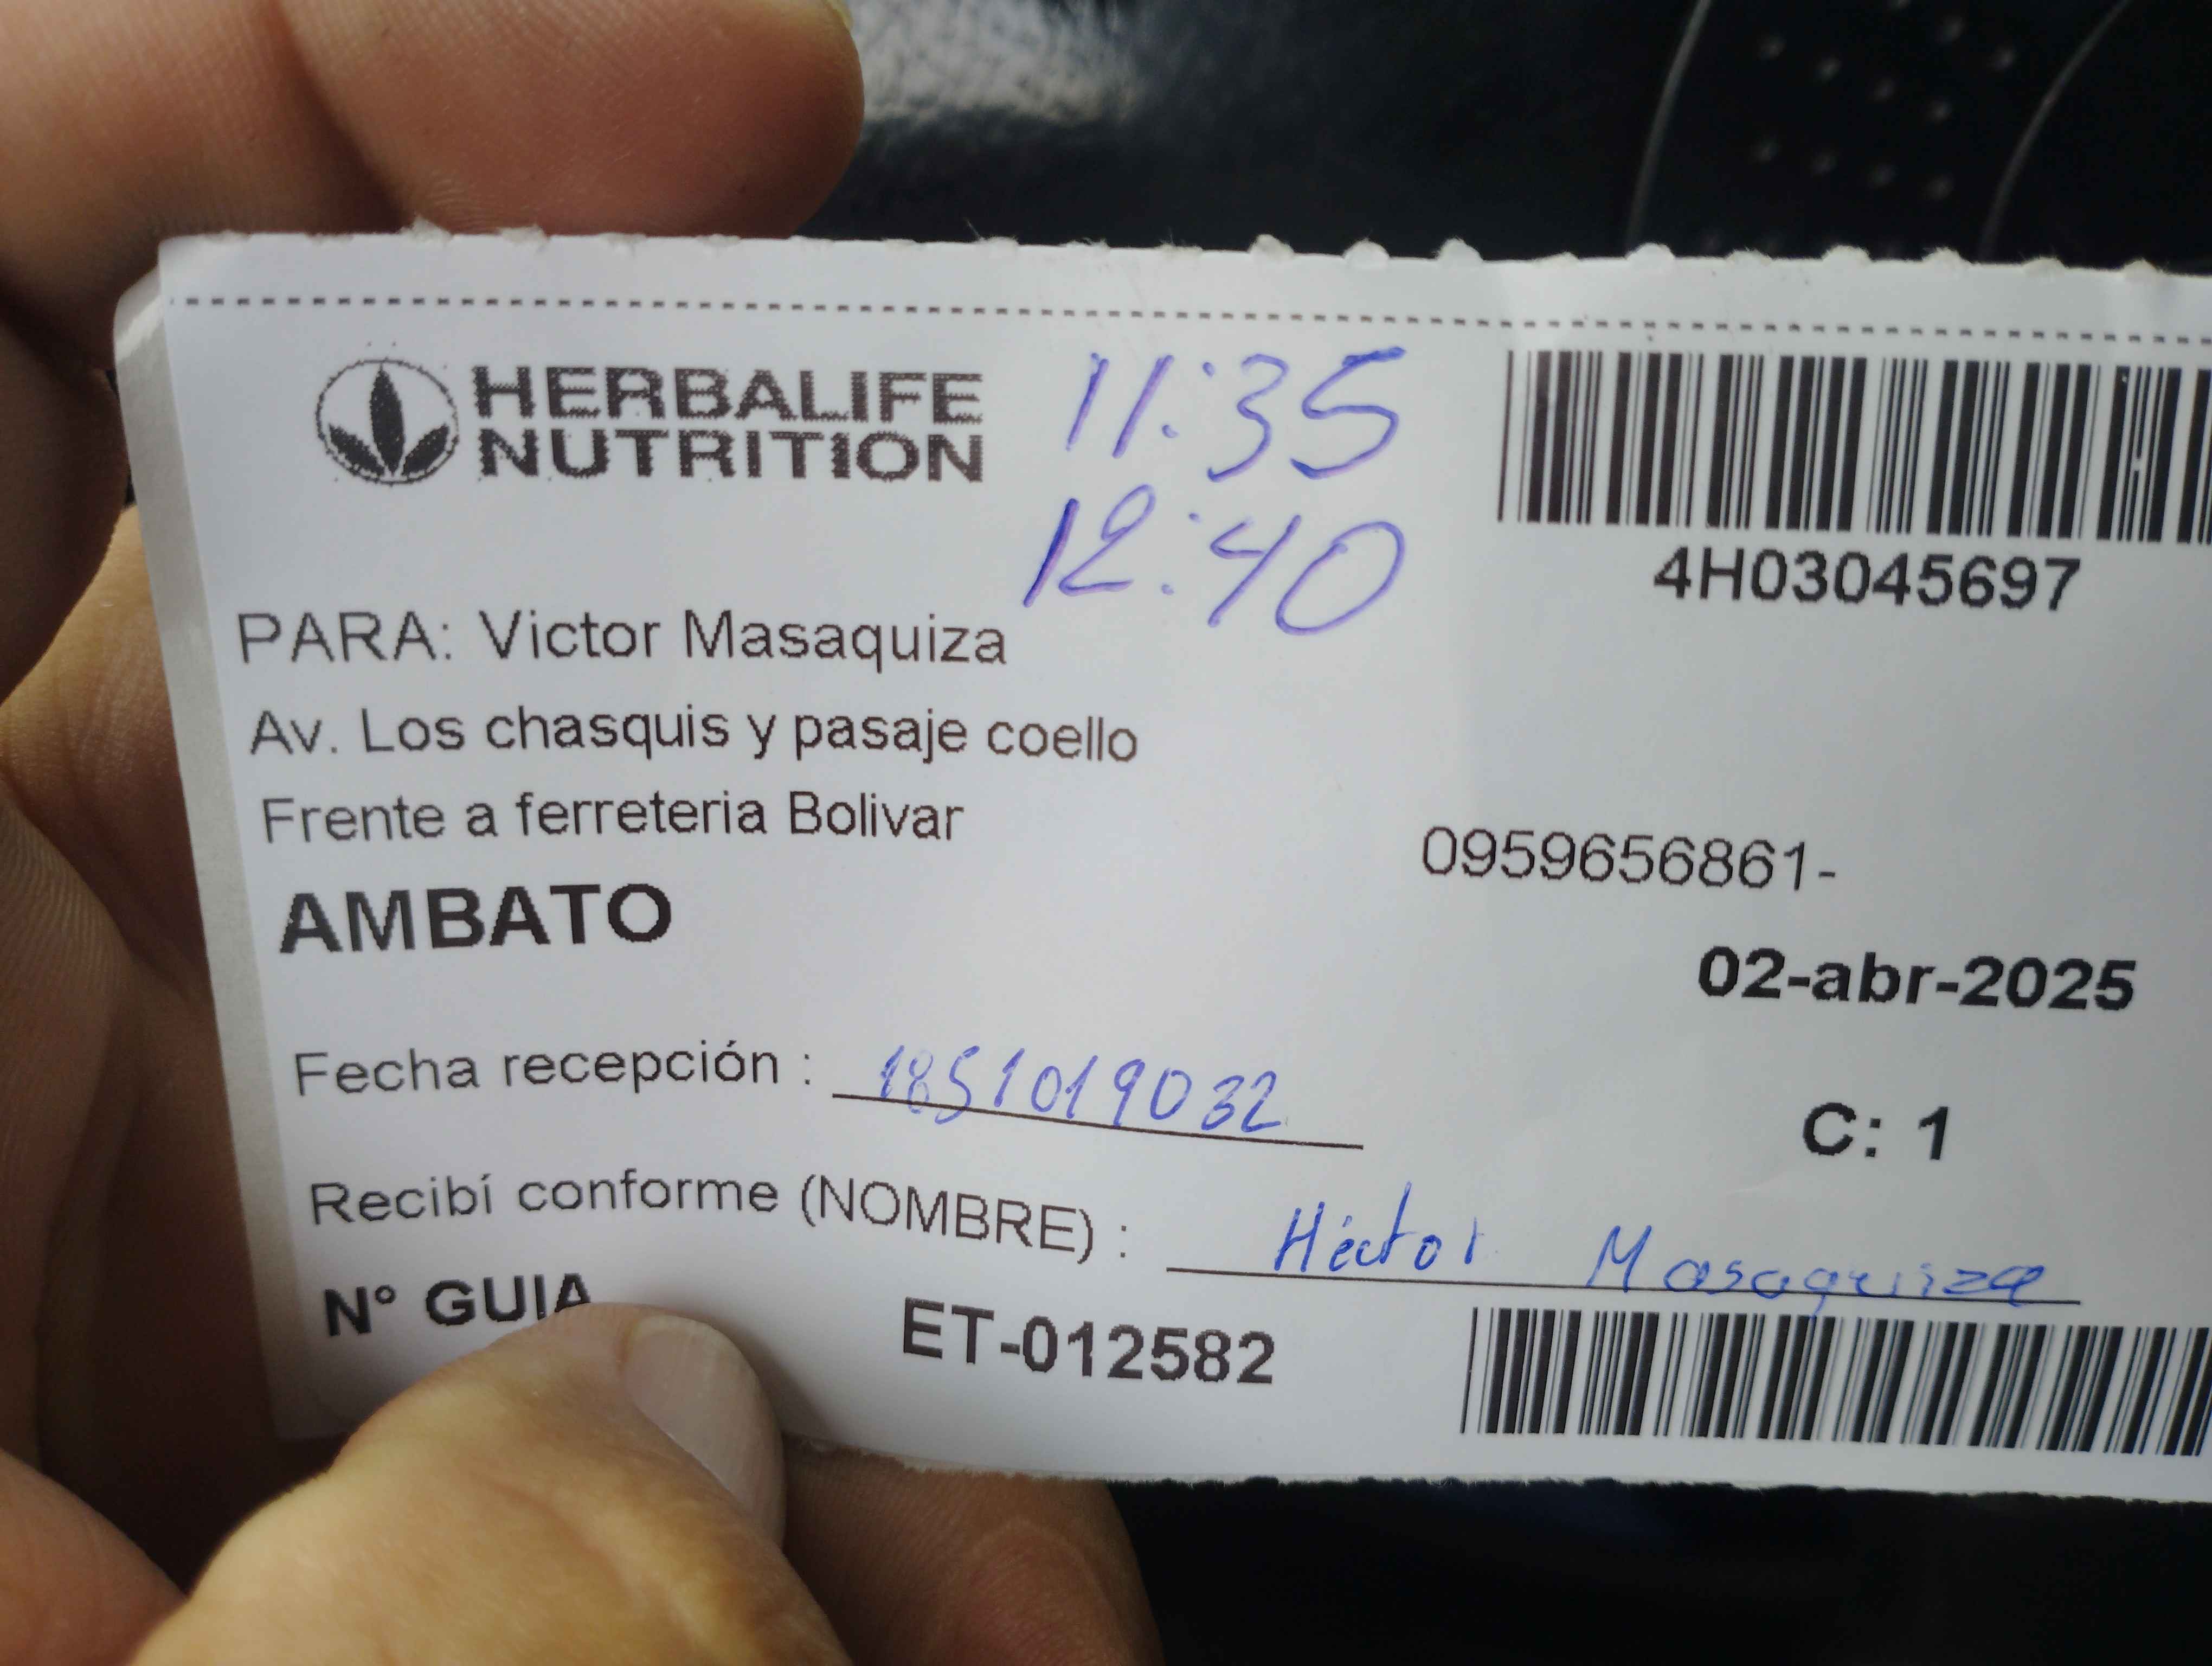 HERBALIFE
NUTRITION
11:35
12:40
4H03045697
PARA: Victor Masaquiza
Av. Los chasquis y pasaje coello
Frente a ferreteria Bolivar
0959656861-
AMBATO
02-abr-2025
Fecha recepción : 1851019032
C: 1
Recibí conforme (NOMBRE) : Héctor Masaquiza
N° GUIA ET-012582